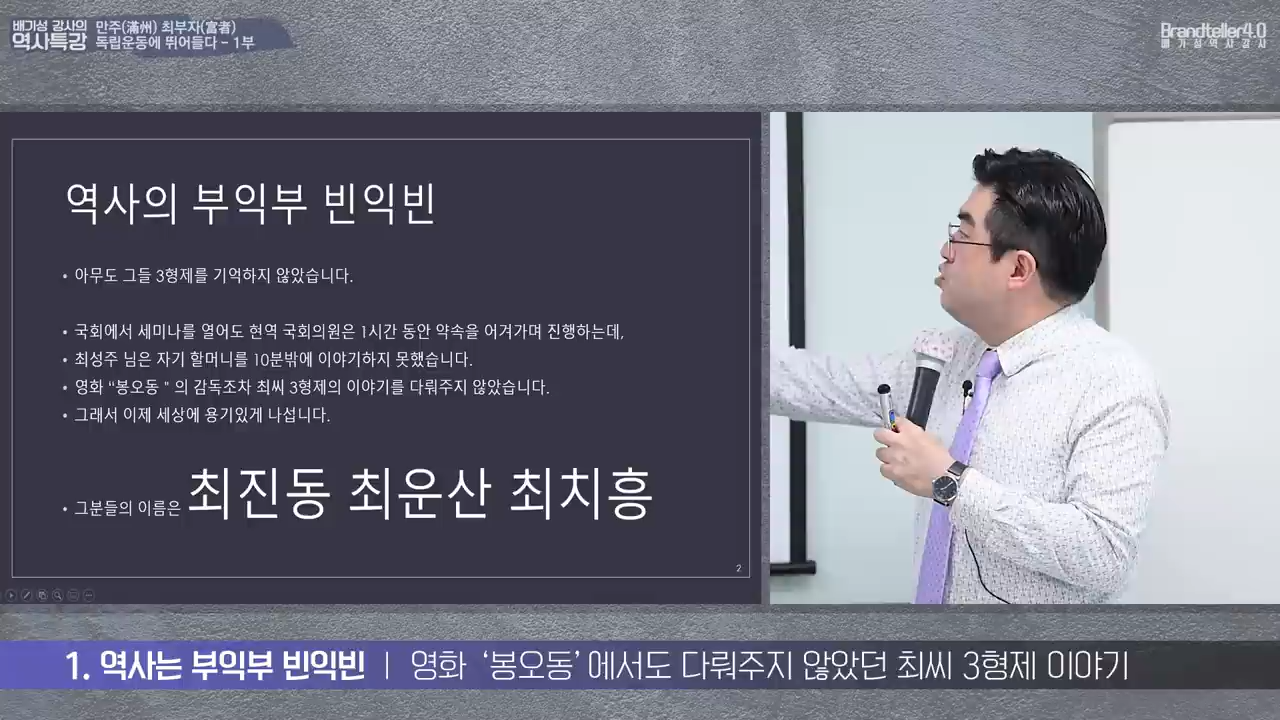 배기성 강사의
역사특강
만주(滿州) 최부자(富者)
독립운동에 뛰어들다 - 1부
Brandteller4.0
배기성역사강사
역사의 부익부 빈익빈
• 아무도 그들 3형제를 기억하지 않았습니다.
• 국회에서 세미나를 열어도 현역 국회의원은 1시간 동안 약속을 어겨가며 진행하는데,
• 최성주 님은 자기 할머니를 10분밖에 이야기하지 못했습니다.
• 영화 "봉오동 " 의 감독조차 최씨 3형제의 이야기를 다뤄주지 않았습니다.
• 그래서 이제 세상에 용기있게 나섭니다.
• 그분들의 이름은 최진동 최운산 최치흥
2
1. 역사는 부익부 빈익빈 | 영화 ‘봉오동’에서도 다뤄주지 않았던 최씨 3형제 이야기